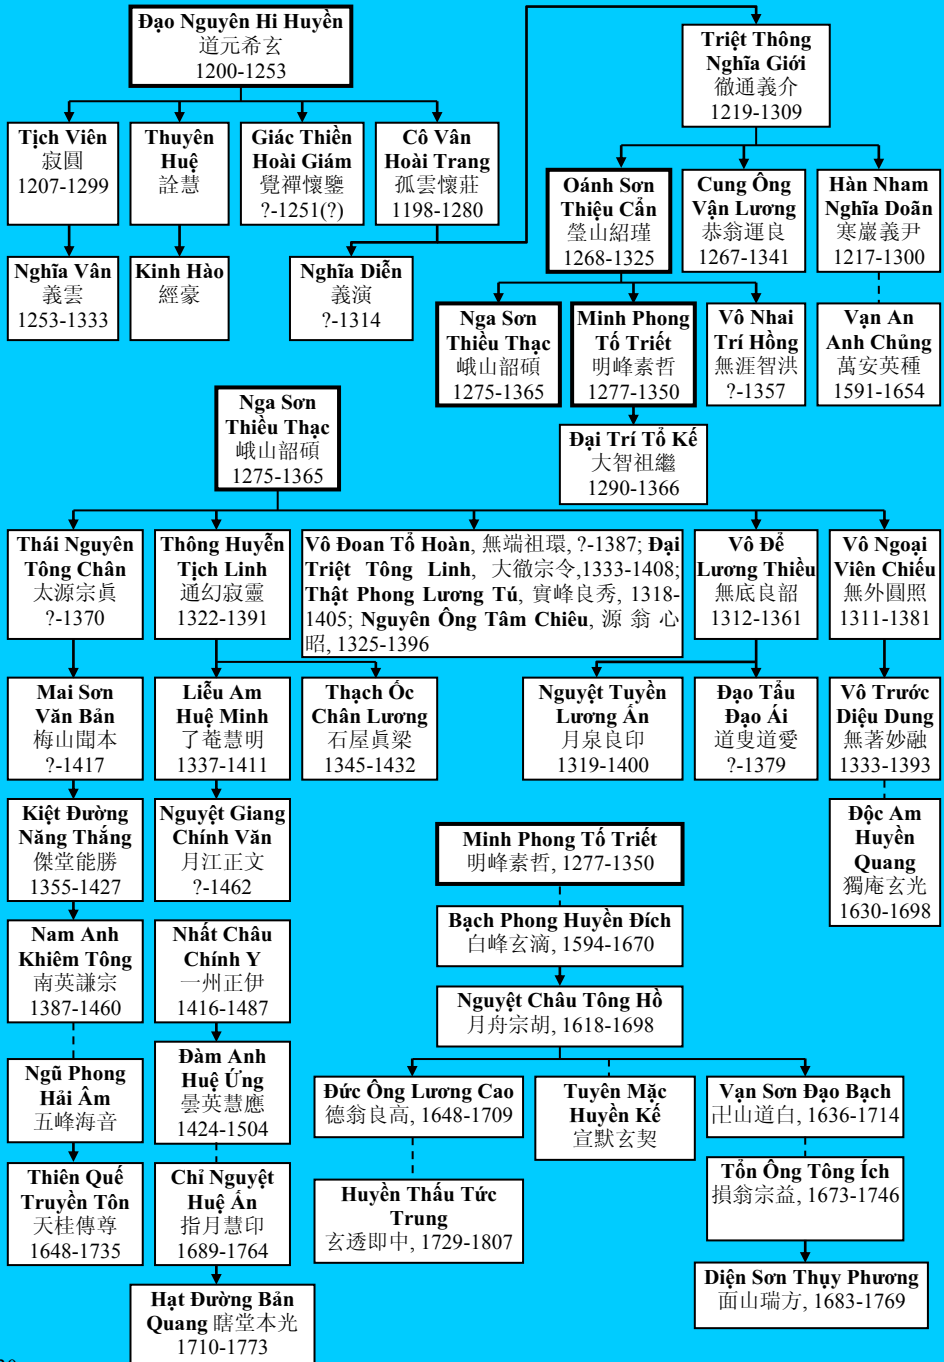 Đạo Nguyên Hi Huyền
道元希玄
1200-1253
Triệt Thông
Nghĩa Giới
徹通義介
1219-1309
Tịch Viên
寂圓
1207-1299
Thuyên
Huệ
詮慧
Giác Thiền
Hoài Giám
覺禪懷鑒
?-1251(?)
Cô Vân
Hoài Trang
孤雲懷莊
1198-1280
Oánh Sơn
Thiệu Cẩn
瑩山紹瑾
1268-1325
Cung Ông
Vận Lương
恭翁運良
1267-1341
Hàn Nham
Nghĩa Doãn
寒巖義尹
1217-1300
Nghĩa Vân
義雲
1253-1333
Kinh Hào
經豪
Nghĩa Diễn
義演
?-1314
Nga Sơn
Thiều Thạc
峨山韶碩
1275-1365
Minh Phong
Tố Triết
明峰素哲
1277-1350
Vô Nhai
Trí Hồng
無涯智洪
?-1357
Vạn An
Anh Chủng
萬安英種
1591-1654
Đại Trí Tổ Kế
大智祖繼
1290-1366
Nga Sơn
Thiều Thạc
峨山韶碩
1275-1365
Thái Nguyên
Tông Chân
太源宗眞
?-1370
Thông Huyễn
Tịch Linh
通幻寂靈
1322-1391
Vô Đoan Tổ Hoàn, 無端祖環, ?-1387; Đại
Triệt Tông Linh, 大徹宗令,1333-1408;
Thật Phong Lương Tú, 實峰良秀, 1318-
1405; Nguyên Ông Tâm Chiêu, 源翁心
昭, 1325-1396
Vô Để
Lương Thiều
無底良韶
1312-1361
Vô Ngoại
Viên Chiếu
無外圓照
1311-1381
Mai Sơn
Văn Bản
梅山聞本
?-1417
Liễu Am
Huệ Minh
了菴慧明
1337-1411
Thạch Ốc
Chân Lương
石屋眞梁
1345-1432
Nguyệt Tuyền
Lương Ấn
月泉良印
1319-1400
Đạo Tẩu
Đạo Ái
道叟道愛
?-1379
Vô Trước
Diệu Dung
無著妙融
1333-1393
Kiệt Đường
Năng Thắng
傑堂能勝
1355-1427
Nguyệt Giang
Chính Văn
月江正文
?-1462
Minh Phong Tố Triết
明峰素哲, 1277-1350
Độc Am
Huyền
Quang
獨庵玄光
1630-1698
Nam Anh
Khiêm Tông
南英謙宗
1387-1460
Nhất Châu
Chính Y
一州正伊
1416-1487
Bạch Phong Huyền Đích
白峰玄滴, 1594-1670
Nguyệt Châu Tông Hồ
月舟宗胡, 1618-1698
Ngũ Phong
Hải Âm
五峰海音
Đàm Anh
Huệ Ứng
曇英慧應
1424-1504
Đức Ông Lương Cao
德翁良高, 1648-1709
Tuyên Mặc
Huyền Kế
宣默玄契
Vạn Sơn Đạo Bạch
卍山道白, 1636-1714
Thiên Quế
Truyền Tôn
天桂傳尊
1648-1735
Chỉ Nguyệt
Huệ Ấn
指月慧印
1689-1764
Huyền Thấu Tức
Trung
玄透即中, 1729-1807
Tổn Ông Tông Ích
損翁宗益, 1673-1746
Hạt Đường Bản
Quang 瞎堂本光
1710-1773
Diện Sơn Thụy Phương
面山瑞方, 1683-1769